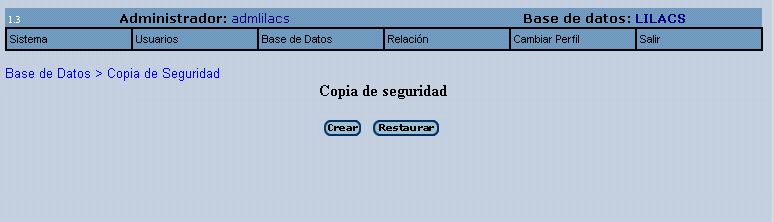 1.3 Administrador: admlilacs Base de datos: LILACS
Sistema Usuarios Base de Datos Relación Cambiar Perfil Salir
Base de Datos > Copia de Seguridad
Copia de seguridad
Crear Restaurar